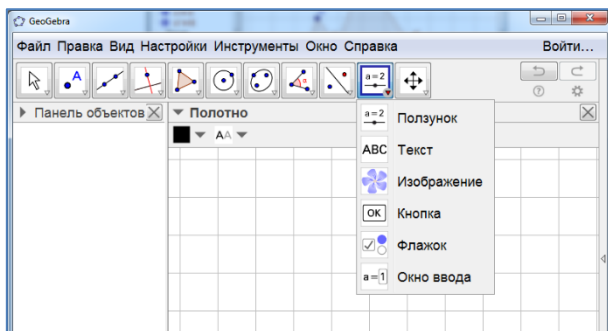 GeoGebra
Файл Правка Вид Настройки Инструменты Окно Справка Войти...
A a=2
Панель объектов Полотно
AA
a=2 Ползунок
ABC Текст
Изображение
OK Кнопка
Флажок
a=1 Окно ввода